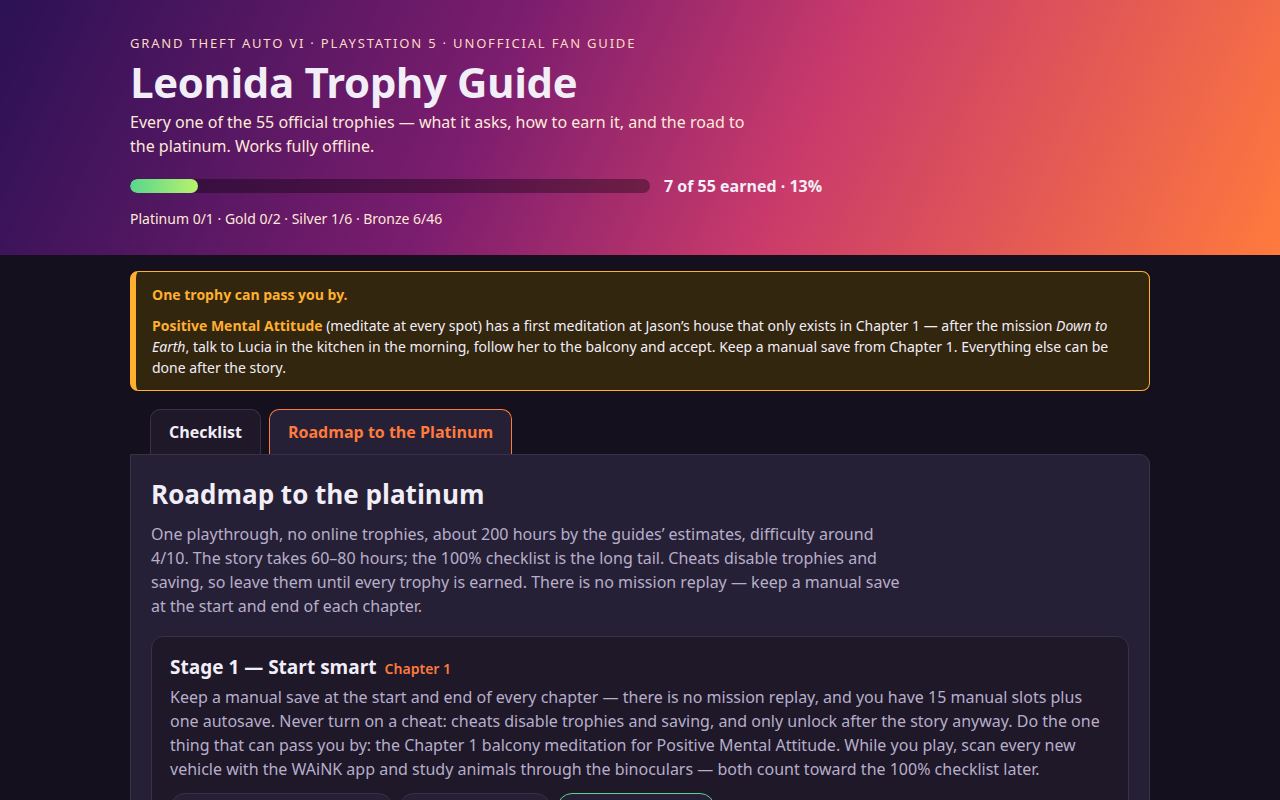 GRAND THEFT AUTO VI · PLAYSTATION 5 · UNOFFICIAL FAN GUIDE
Leonida Trophy Guide
Every one of the 55 official trophies — what it asks, how to earn it, and the road to
the platinum. Works fully offline.
7 of 55 earned · 13%
Platinum 0/1 · Gold 0/2 · Silver 1/6 · Bronze 6/46
One trophy can pass you by.
Positive Mental Attitude (meditate at every spot) has a first meditation at Jason’s house that only exists in Chapter 1 — after the mission Down to
Earth, talk to Lucia in the kitchen in the morning, follow her to the balcony and accept. Keep a manual save from Chapter 1. Everything else can be
done after the story.
Checklist
Roadmap to the Platinum
Roadmap to the platinum
One playthrough, no online trophies, about 200 hours by the guides’ estimates, difficulty around
4/10. The story takes 60–80 hours; the 100% checklist is the long tail. Cheats disable trophies and
saving, so leave them until every trophy is earned. There is no mission replay — keep a manual save
at the start and end of each chapter.
Stage 1 — Start smart Chapter 1
Keep a manual save at the start and end of every chapter — there is no mission replay, and you have 15 manual slots plus
one autosave. Never turn on a cheat: cheats disable trophies and saving, and only unlock after the story anyway. Do the one
thing that can pass you by: the Chapter 1 balcony meditation for Positive Mental Attitude. While you play, scan every new
vehicle with the WAiNK app and study animals through the binoculars — both count toward the 100% checklist later.